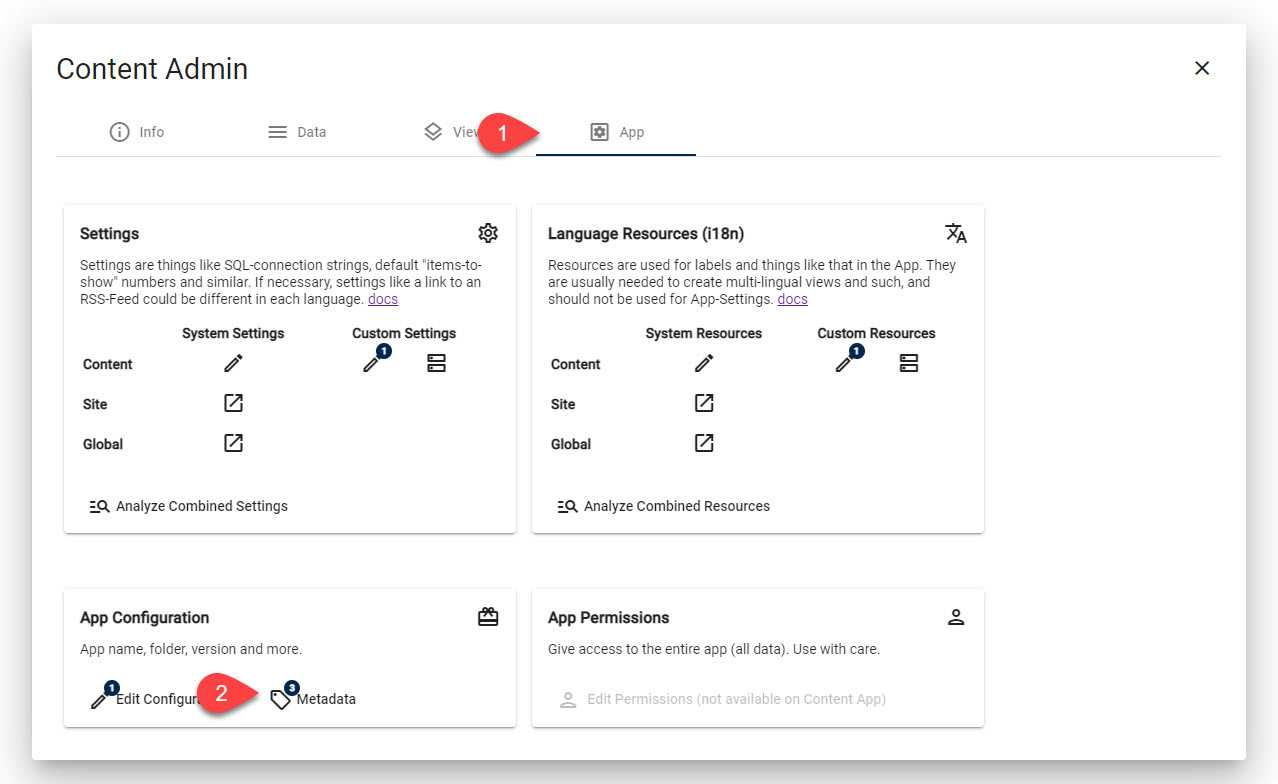 Content Admin
Info Data View 1 App
Settings
Settings are things like SQL-connection strings, default "items-to-
show" numbers and similar. If necessary, settings like a link to an
RSS-Feed could be different in each language. docs
System Settings Custom Settings
Content 1
Site
Global
Analyze Combined Settings
Language Resources (i18n)
Resources are used for labels and things like that in the App. They
are usually needed to create multi-lingual views and such, and
should not be used for App-Settings. docs
System Resources Custom Resources
Content 1
Site
Global
Analyze Combined Resources
App Configuration
App name, folder, version and more.
1 Edit Configura 2 3 Metadata
App Permissions
Give access to the entire app (all data). Use with care.
Edit Permissions (not available on Content App)